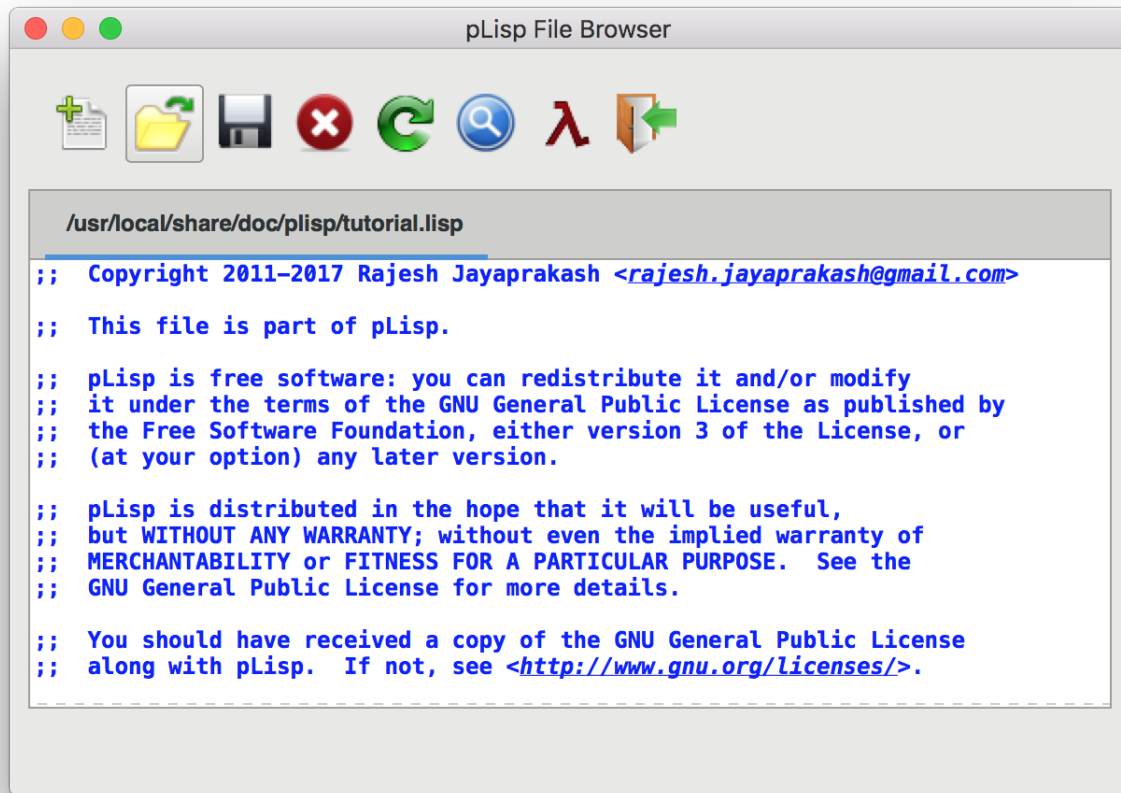 pLisp File Browser
λ
/usr/local/share/doc/plisp/tutorial.lisp
;;  Copyright 2011–2017 Rajesh Jayaprakash <rajesh.jayaprakash@gmail.com>
;;  This file is part of pLisp.
;;  pLisp is free software: you can redistribute it and/or modify
;;  it under the terms of the GNU General Public License as published by
;;  the Free Software Foundation, either version 3 of the License, or
;;  (at your option) any later version.
;;  pLisp is distributed in the hope that it will be useful,
;;  but WITHOUT ANY WARRANTY; without even the implied warranty of
;;  MERCHANTABILITY or FITNESS FOR A PARTICULAR PURPOSE.  See the
;;  GNU General Public License for more details.
;;  You should have received a copy of the GNU General Public License
;;  along with pLisp.  If not, see <http://www.gnu.org/licenses/>.